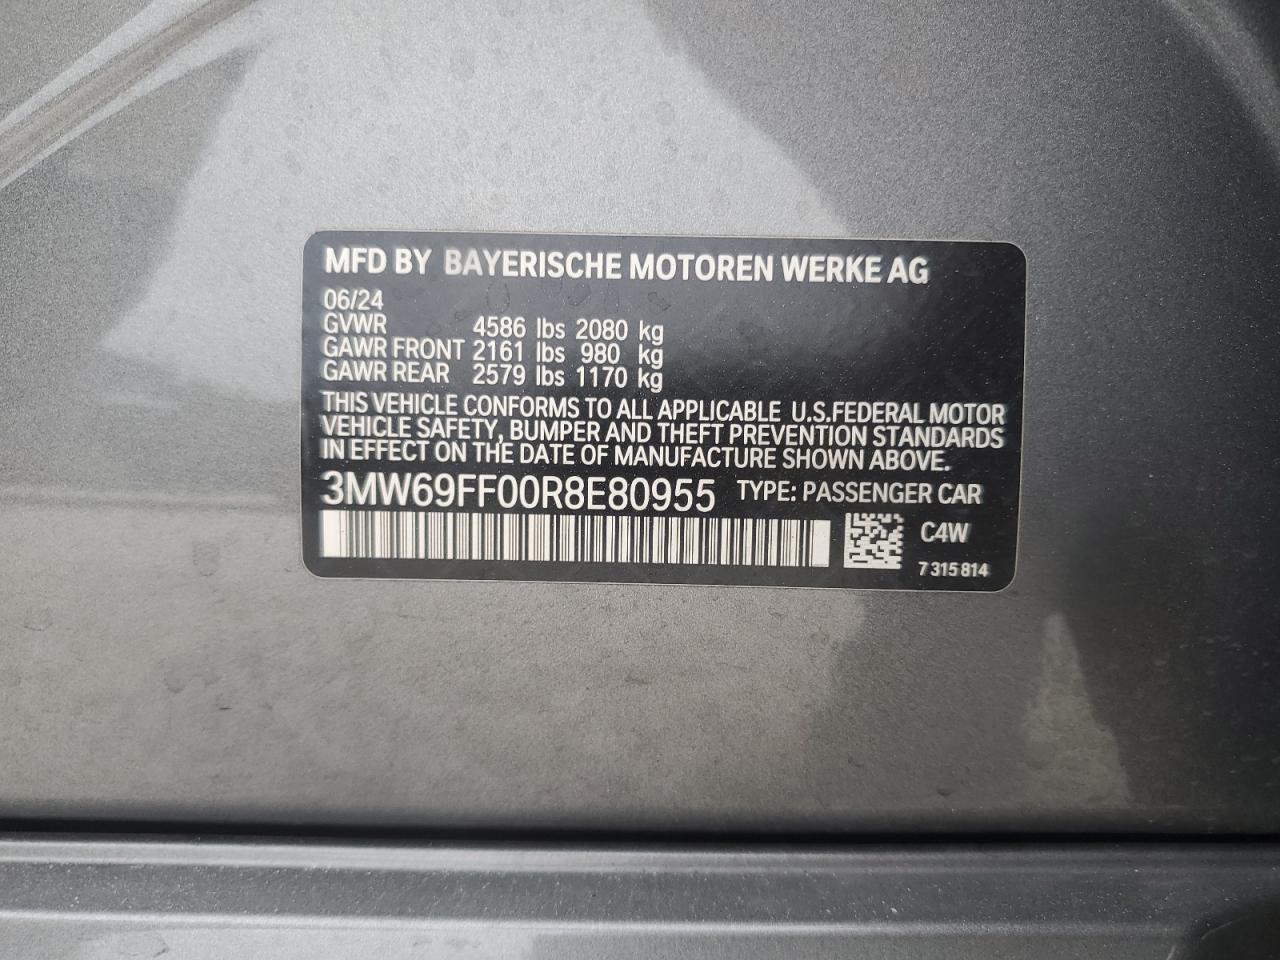 MFD BY BAYERISCHE MOTOREN WERKE AG
06/24
GVWR 4586 lbs 2080 kg
GAWR FRONT 2161 lbs 980 kg
GAWR REAR 2579 lbs 1170 kg
THIS VEHICLE CONFORMS TO ALL APPLICABLE U.S.FEDERAL MOTOR
VEHICLE SAFETY, BUMPER AND THEFT PREVENTION STANDARDS
IN EFFECT ON THE DATE OF MANUFACTURE SHOWN ABOVE.
3MW69FF00R8E80955 TYPE: PASSENGER CAR
C4W
7 315 814